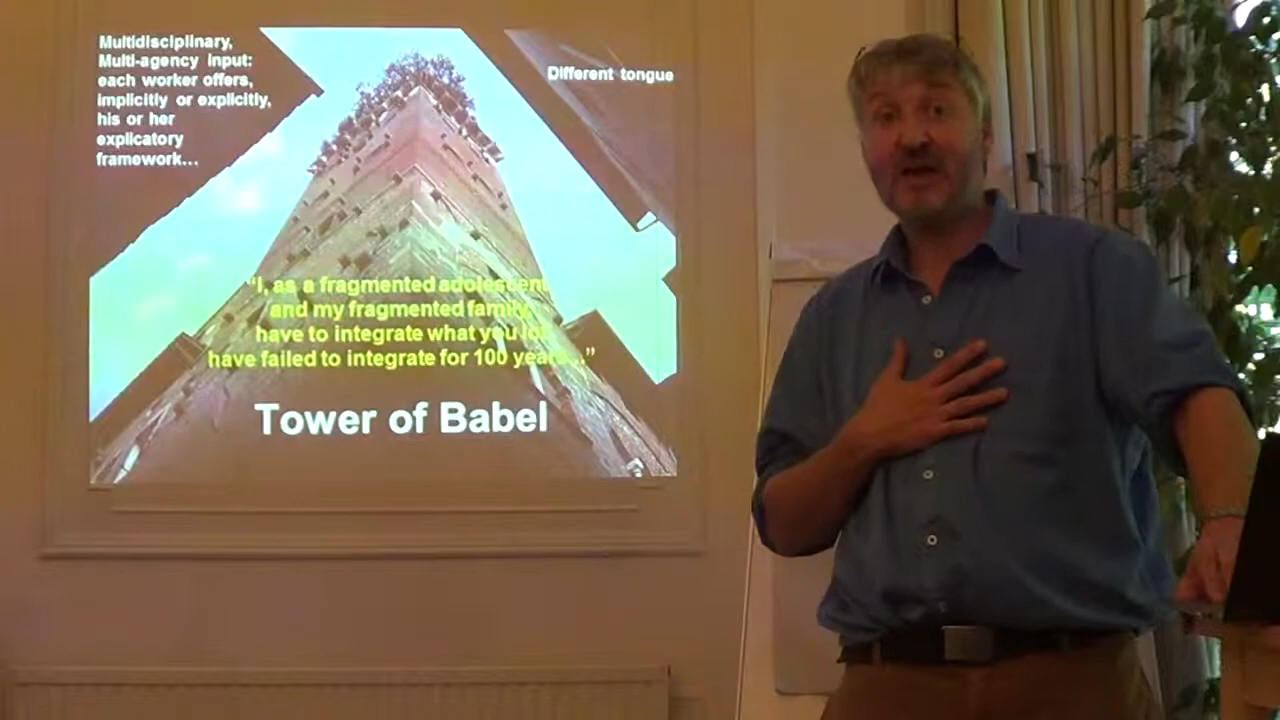 Multidisciplinary,
Multi-agency input:
each worker offers,
implicitly or explicitly,
his or her
explicatory
framework...
Different tongue
"I, as a fragmented adolescent
and my fragmented family,
have to integrate what you lot
have failed to integrate for 100 years..."
Tower of Babel